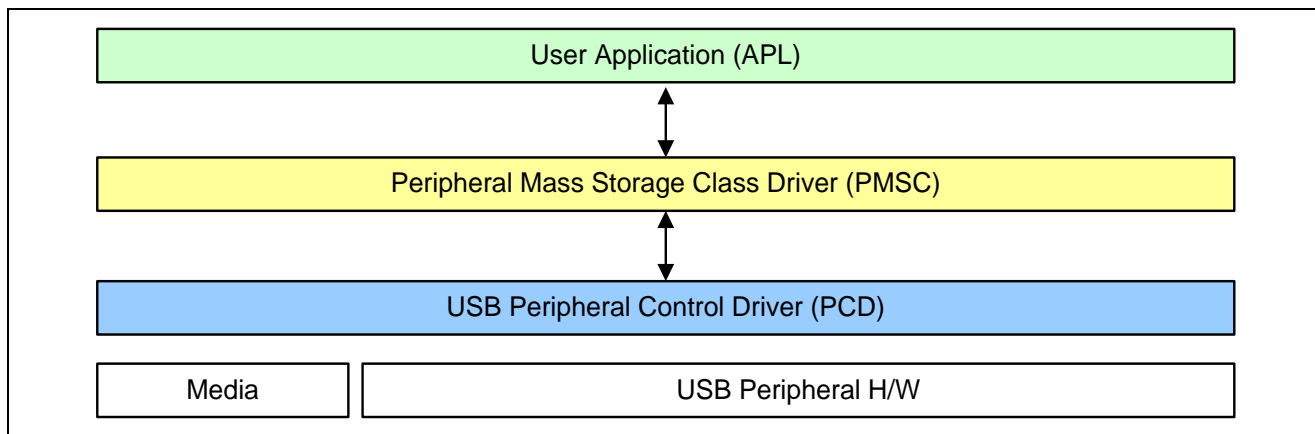 User Application (APL)
Peripheral Mass Storage Class Driver (PMSC)
USB Peripheral Control Driver (PCD)
Media
USB Peripheral H/W